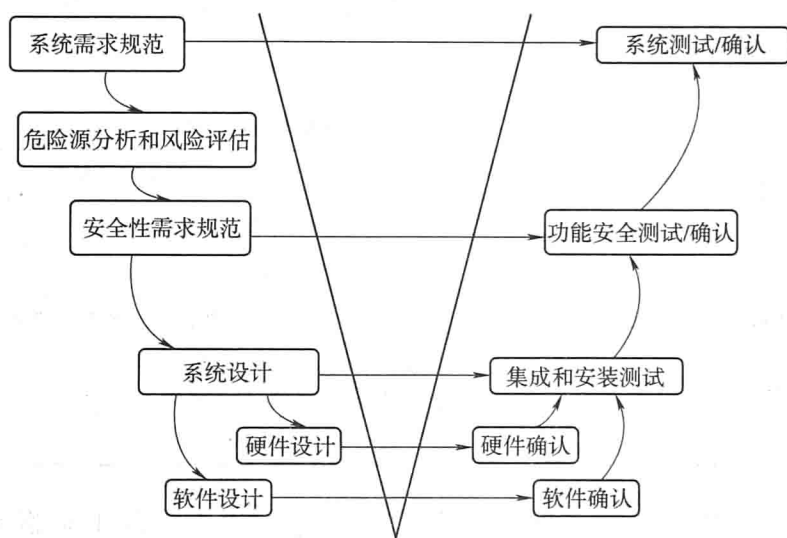 系统需求规范
系统测试/确认
危险源分析和风险评估
安全性需求规范
功能安全测试/确认
系统设计
集成和安装测试
硬件设计
硬件确认
软件设计
软件确认